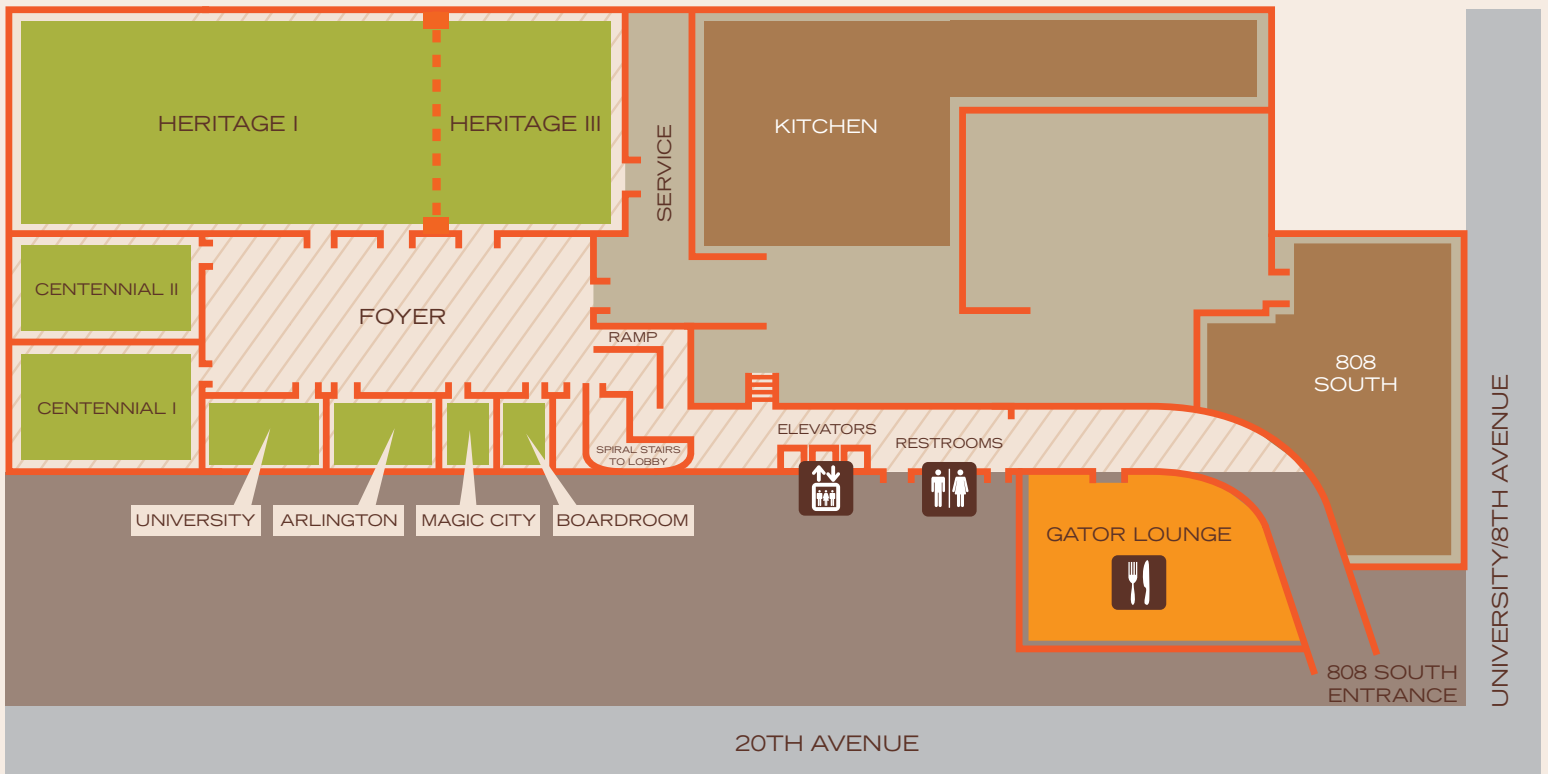 HERITAGE I
HERITAGE III
SERVICE
KITCHEN
CENTENNIAL II
FOYER
RAMP
808
SOUTH
CENTENNIAL I
ELEVATORS
RESTROOMS
SPIRAL STAIRS
TO LOBBY
UNIVERSITY
ARLINGTON
MAGIC CITY
BOARDROOM
GATOR LOUNGE
UNIVERSITY/8TH AVENUE
808 SOUTH
ENTRANCE
20TH AVENUE